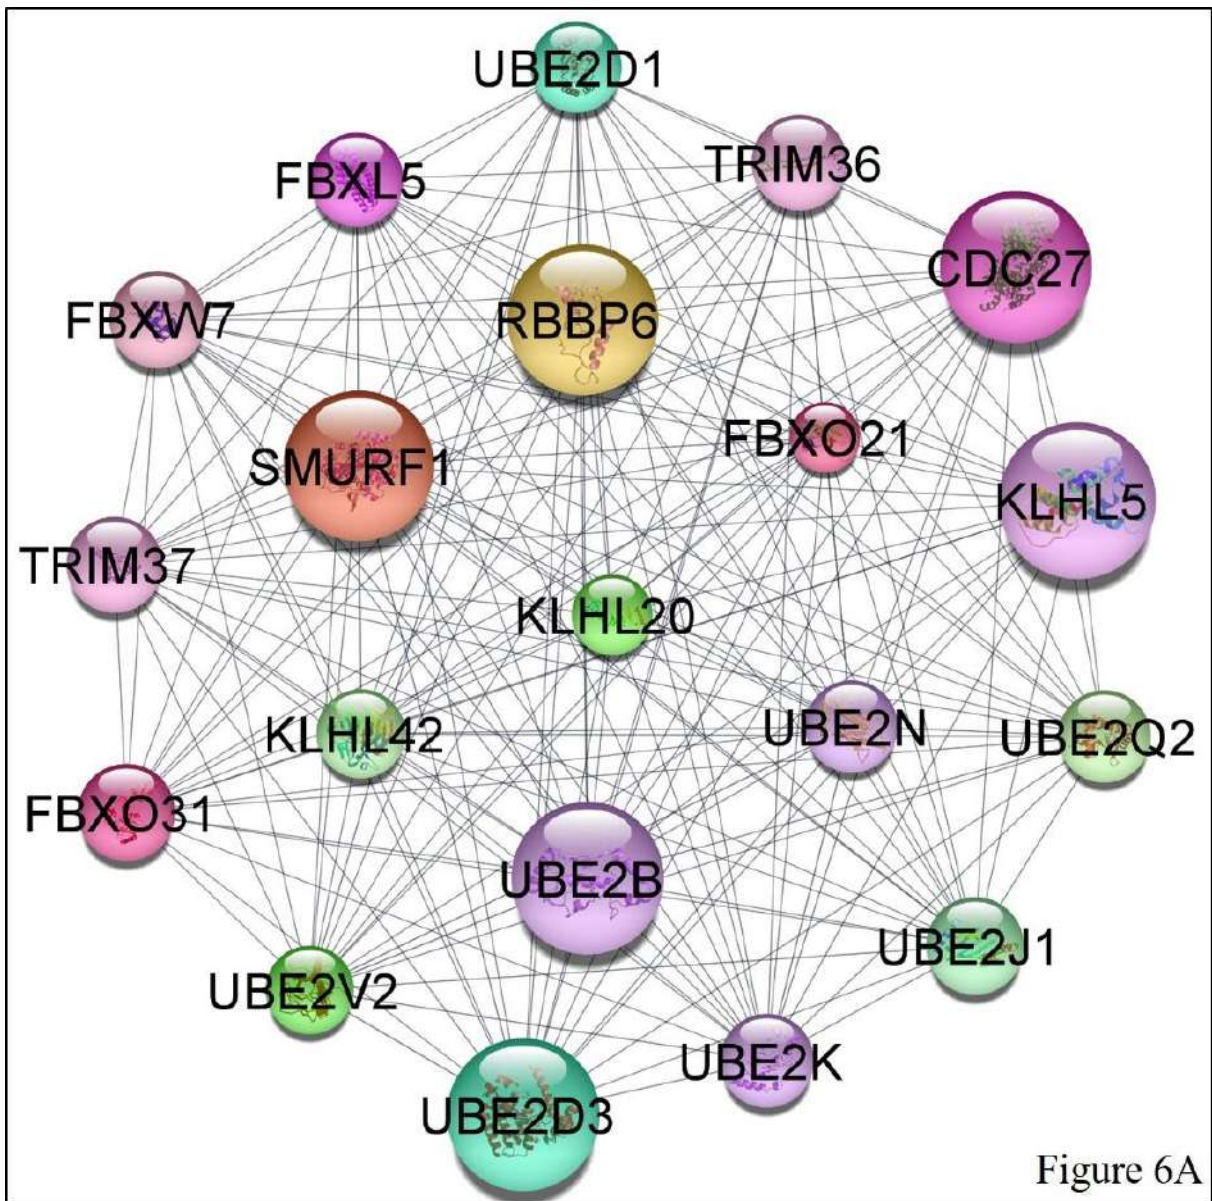 UBE2D1
TRIM36
FBXL5
CDC27
FBXW7
RBBP6
FBXO21
SMURF1
KLHL5
TRIM37
KLHL20
KLHL42
UBE2N
UBE2Q2
FBXO31
UBE2B
UBE2J1
UBE2V2
UBE2K
UBE2D3
Figure 6A